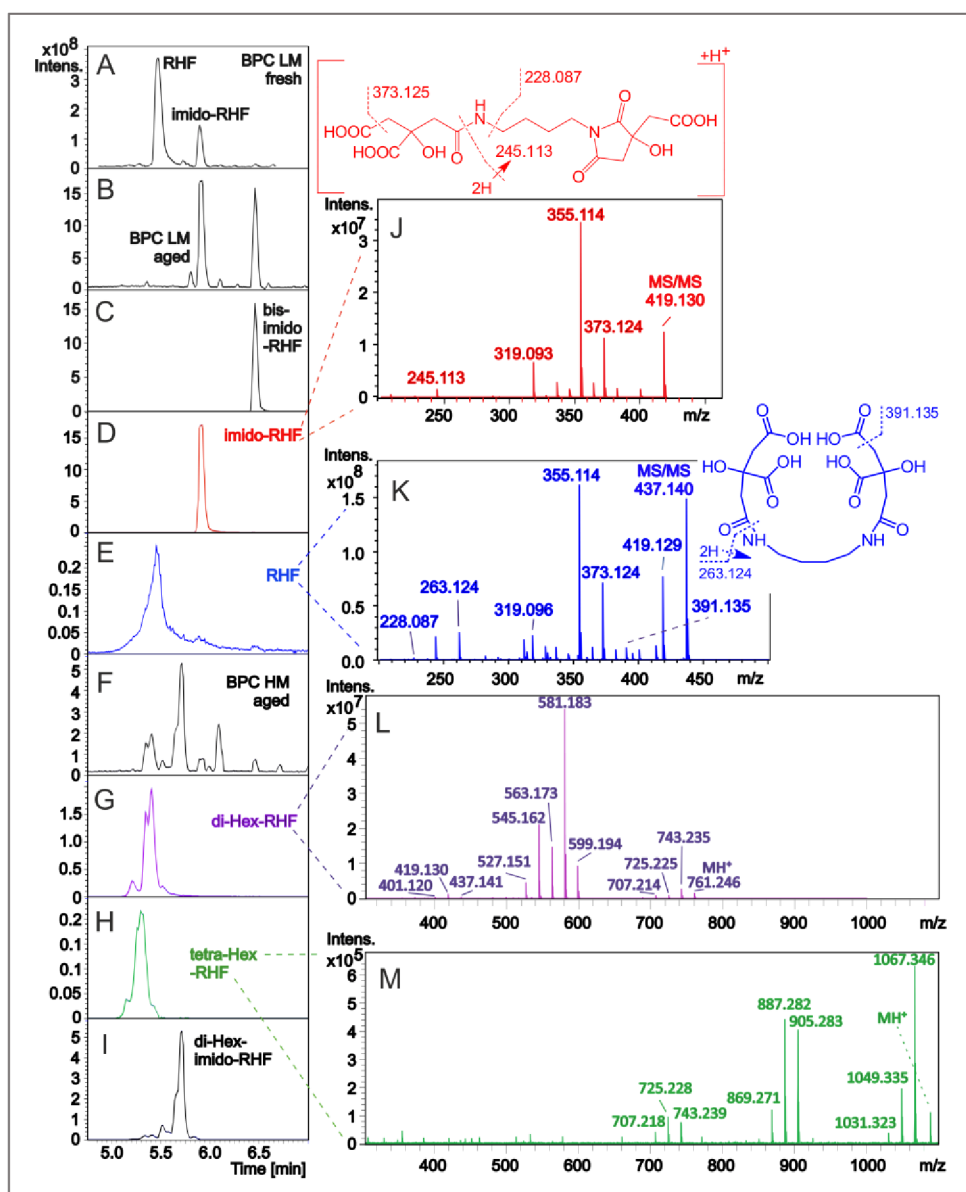 x10⁸
Intens.
A
RHF
BPC LM
fresh
imido-RHF
3
2
1
0
B
BPC LM
aged
15
10
5
0
C
bis-
imido
-RHF
15
10
5
0
D
imido-RHF
15
10
5
0
E
RHF
0.2
0.15
0.1
0.05
0
F
BPC HM
aged
5
4
3
2
1
0
G
di-Hex-RHF
1.5
1.0
0.5
0
H
tetra-Hex
-RHF
0.2
0.1
0.1
0.05
0
I
di-Hex-
imido-RHF
5
4
3
2
1
0
5.0 5.5 6.0 6.5
Time [min]
+H⁺
373.125
228.087
H
N
O
O
HOOC
HOOC
OH
O
N
COOH
OH
O
245.113
2H
Intens.
x10⁷
J
355.114
MS/MS
419.130
373.124
319.093
245.113
3
2
1
0
250 300 350 400 m/z
O
OH
O
HO
391.135
HO
O
OH
HO
O
OH
O
NH
NH
O
2H
263.124
Intens.
x10⁸
K
355.114
MS/MS
437.140
419.129
373.124
263.124
319.096
391.135
228.087
1.5
1.0
0.5
0.0
250 300 350 400 450 m/z
Intens.
x10⁷
L
581.183
563.173
545.162
743.235
599.194
527.151
725.225
MH⁺
419.130
707.214
761.246
401.120
437.141
5
4
3
2
1
0
400 500 600 700 800 900 1000 m/z
Intens.
x10⁵
M
1067.346
887.282
MH⁺
905.283
1049.335
725.228
869.271
707.218
743.239
1031.323
6
5
4
3
2
1
0
400 500 600 700 800 900 1000 m/z